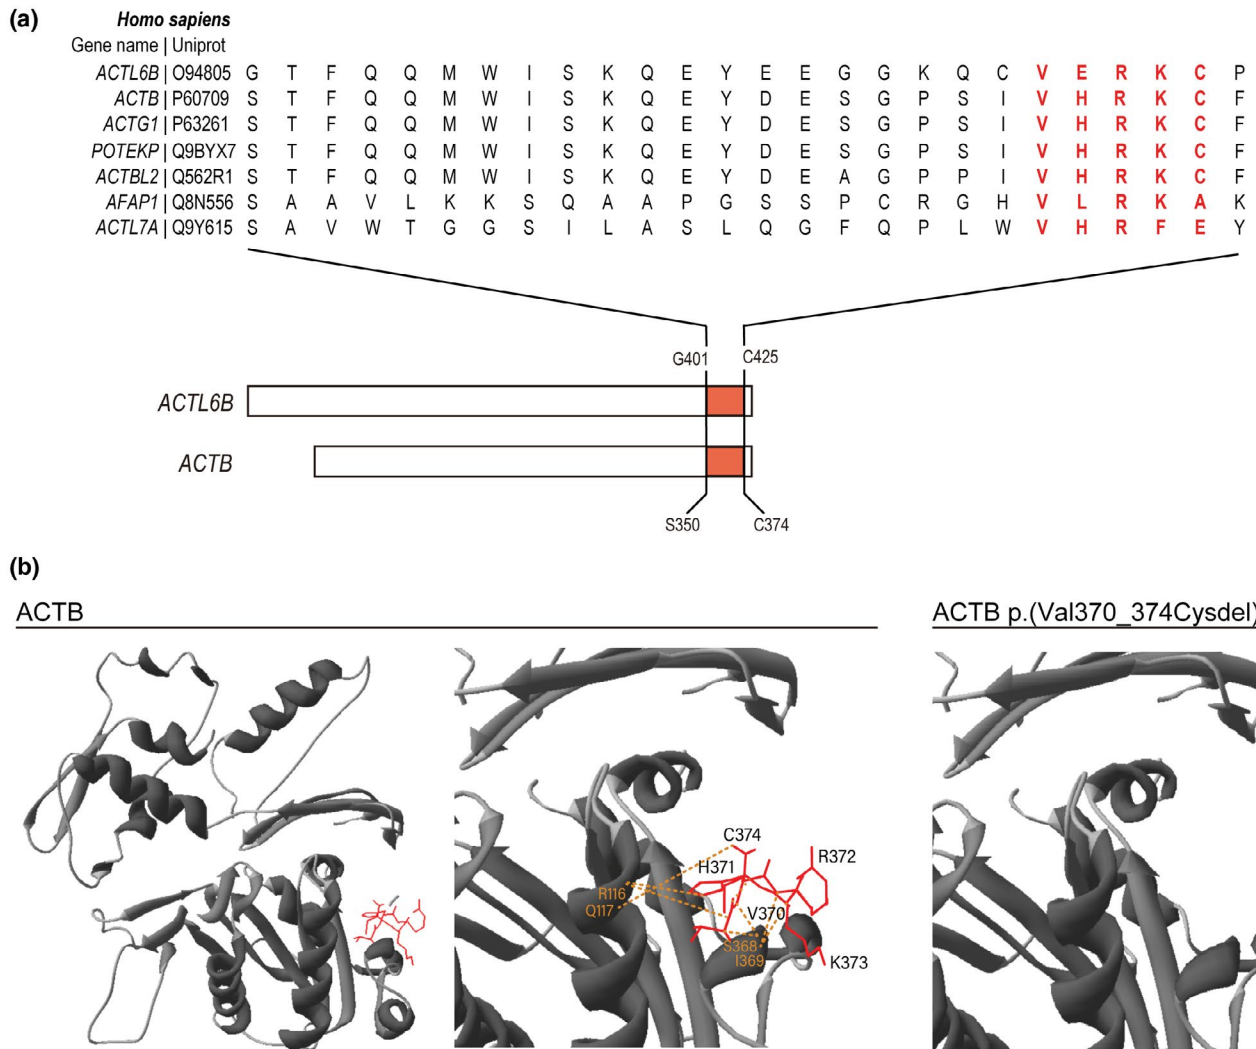 (a)
Homo sapiens
Gene name | Uniprot
ACTL6B | O94805 G T F Q Q M W I S K Q E Y E E G G K Q C V E R K C P
ACTB | P60709 S T F Q Q M W I S K Q E Y D E S G P S I V H R K C F
ACTG1 | P63261 S T F Q Q M W I S K Q E Y D E S G P S I V H R K C F
POTEKP | Q9BYX7 S T F Q Q M W I S K Q E Y D E S G P S I V H R K C F
ACTBL2 | Q562R1 S T F Q Q M W I S K Q E Y D E A G P P I V H R K C F
AFAP1 | Q8N556 S A A V L K K S Q A A P G S S P C R G H V L R K A K
ACTL7A | Q9Y615 S A V W T G G S I L A S L Q G F Q P L W V H R F E Y
G401 C425
ACTL6B
ACTB
S350 C374
(b)
ACTB
ACTB p.(Val370_374Cysdel)
C374
H371
R372
R116
Q117
V370
S368
I369
K373